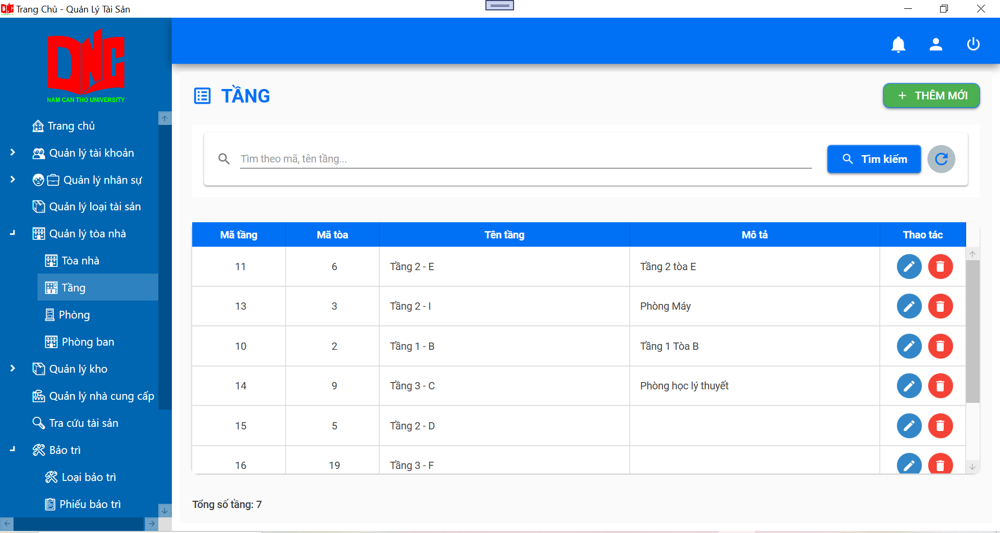 Trang Chủ - Quản Lý Tài Sản
DNC
NAM CAN THO UNIVERSITY
Trang chủ
Quản lý tài khoản
Quản lý nhân sự
Quản lý loại tài sản
Quản lý tòa nhà
Tòa nhà
Tầng
Phòng
Phòng ban
Quản lý kho
Quản lý nhà cung cấp
Tra cứu tài sản
Bảo trì
Loại bảo trì
Phiếu bảo trì
TẦNG
THÊM MỚI
Tìm theo mã, tên tầng...
Tìm kiếm
Mã tầng Mã tòa Tên tầng Mô tả Thao tác
11 6 Tầng 2 - E Tầng 2 tòa E
13 3 Tầng 2 - I Phòng Máy
10 2 Tầng 1 - B Tầng 1 Tòa B
14 9 Tầng 3 - C Phòng học lý thuyết
15 5 Tầng 2 - D
16 19 Tầng 3 - F
Tổng số tầng: 7